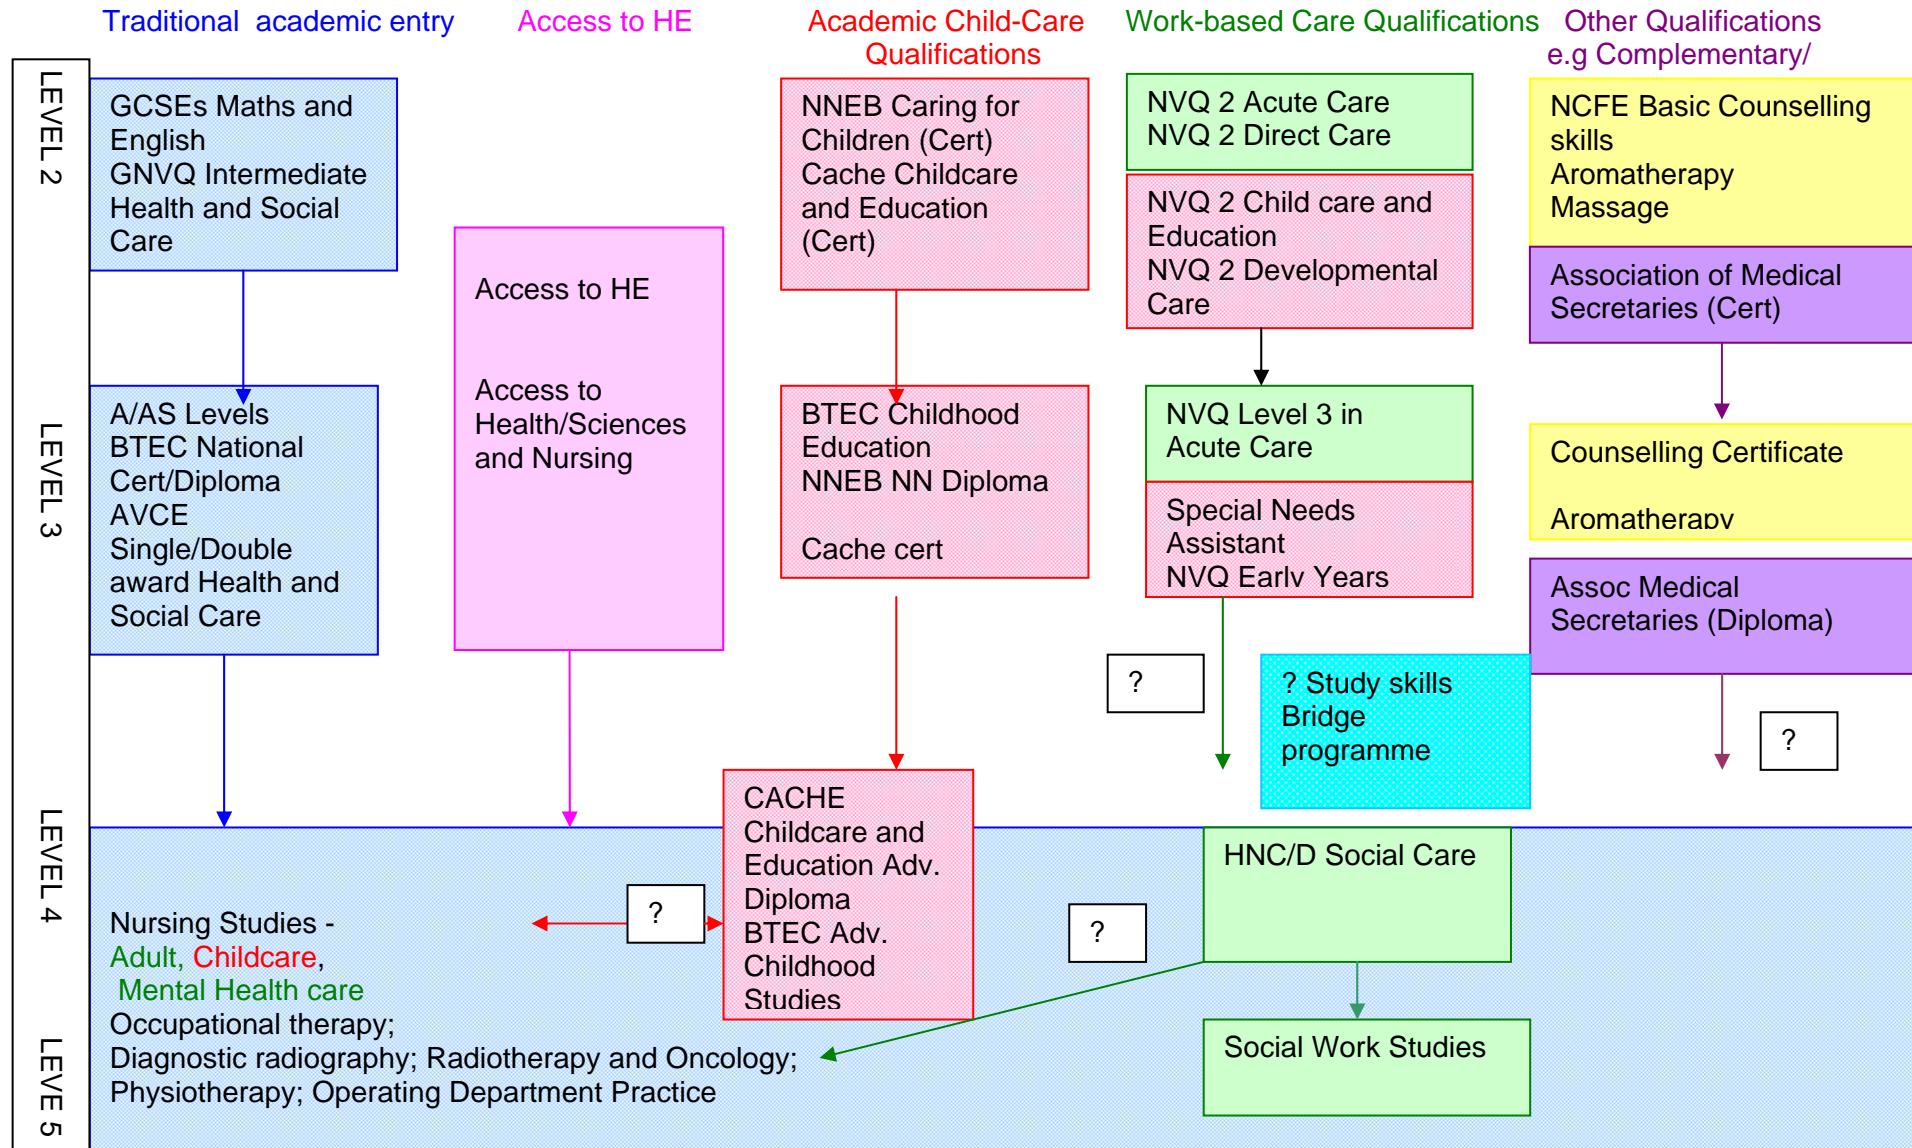 Traditional  academic entry
Access to HE
Academic Child-Care
Qualifications
Work-based Care Qualifications
Other Qualifications
e.g Complementary/
LEVEL 2
LEVEL 3
LEVEL 4
LEVE 5
GCSEs Maths and
English
GNVQ Intermediate
Health and Social
Care
A/AS Levels
BTEC National
Cert/Diploma
AVCE
Single/Double
award Health and
Social Care
Access to HE
Access to
Health/Sciences
and Nursing
NNEB Caring for
Children (Cert)
Cache Childcare
and Education
(Cert)
BTEC Childhood
Education
NNEB NN Diploma
Cache cert
CACHE
Childcare and
Education Adv.
Diploma
BTEC Adv.
Childhood
Studies
NVQ 2 Acute Care
NVQ 2 Direct Care
NVQ 2 Child care and
Education
NVQ 2 Developmental
Care
NVQ Level 3 in
Acute Care
Special Needs
Assistant
NVQ Early Years
?
? Study skills
Bridge
programme
NCFE Basic Counselling
skills
Aromatherapy
Massage
Association of Medical
Secretaries (Cert)
Counselling Certificate
Aromatherapy
Assoc Medical
Secretaries (Diploma)
?
Nursing Studies -
Adult, Childcare,
Mental Health care
Occupational therapy;
Diagnostic radiography; Radiotherapy and Oncology;
Physiotherapy; Operating Department Practice
?
?
HNC/D Social Care
Social Work Studies